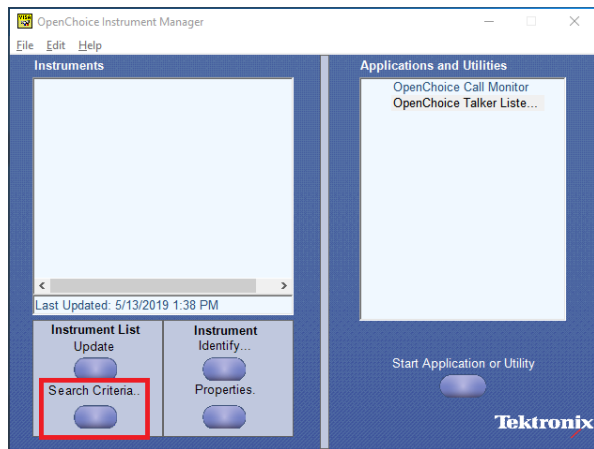 VISA
OpenChoice Instrument Manager
File Edit Help
Instruments
Last Updated: 5/13/2019 1:38 PM
Instrument List
Update
Search Criteria..
Instrument
Identify...
Properties.
Applications and Utilities
OpenChoice Call Monitor
OpenChoice Talker Liste...
Start Application or Utility
Tektronix